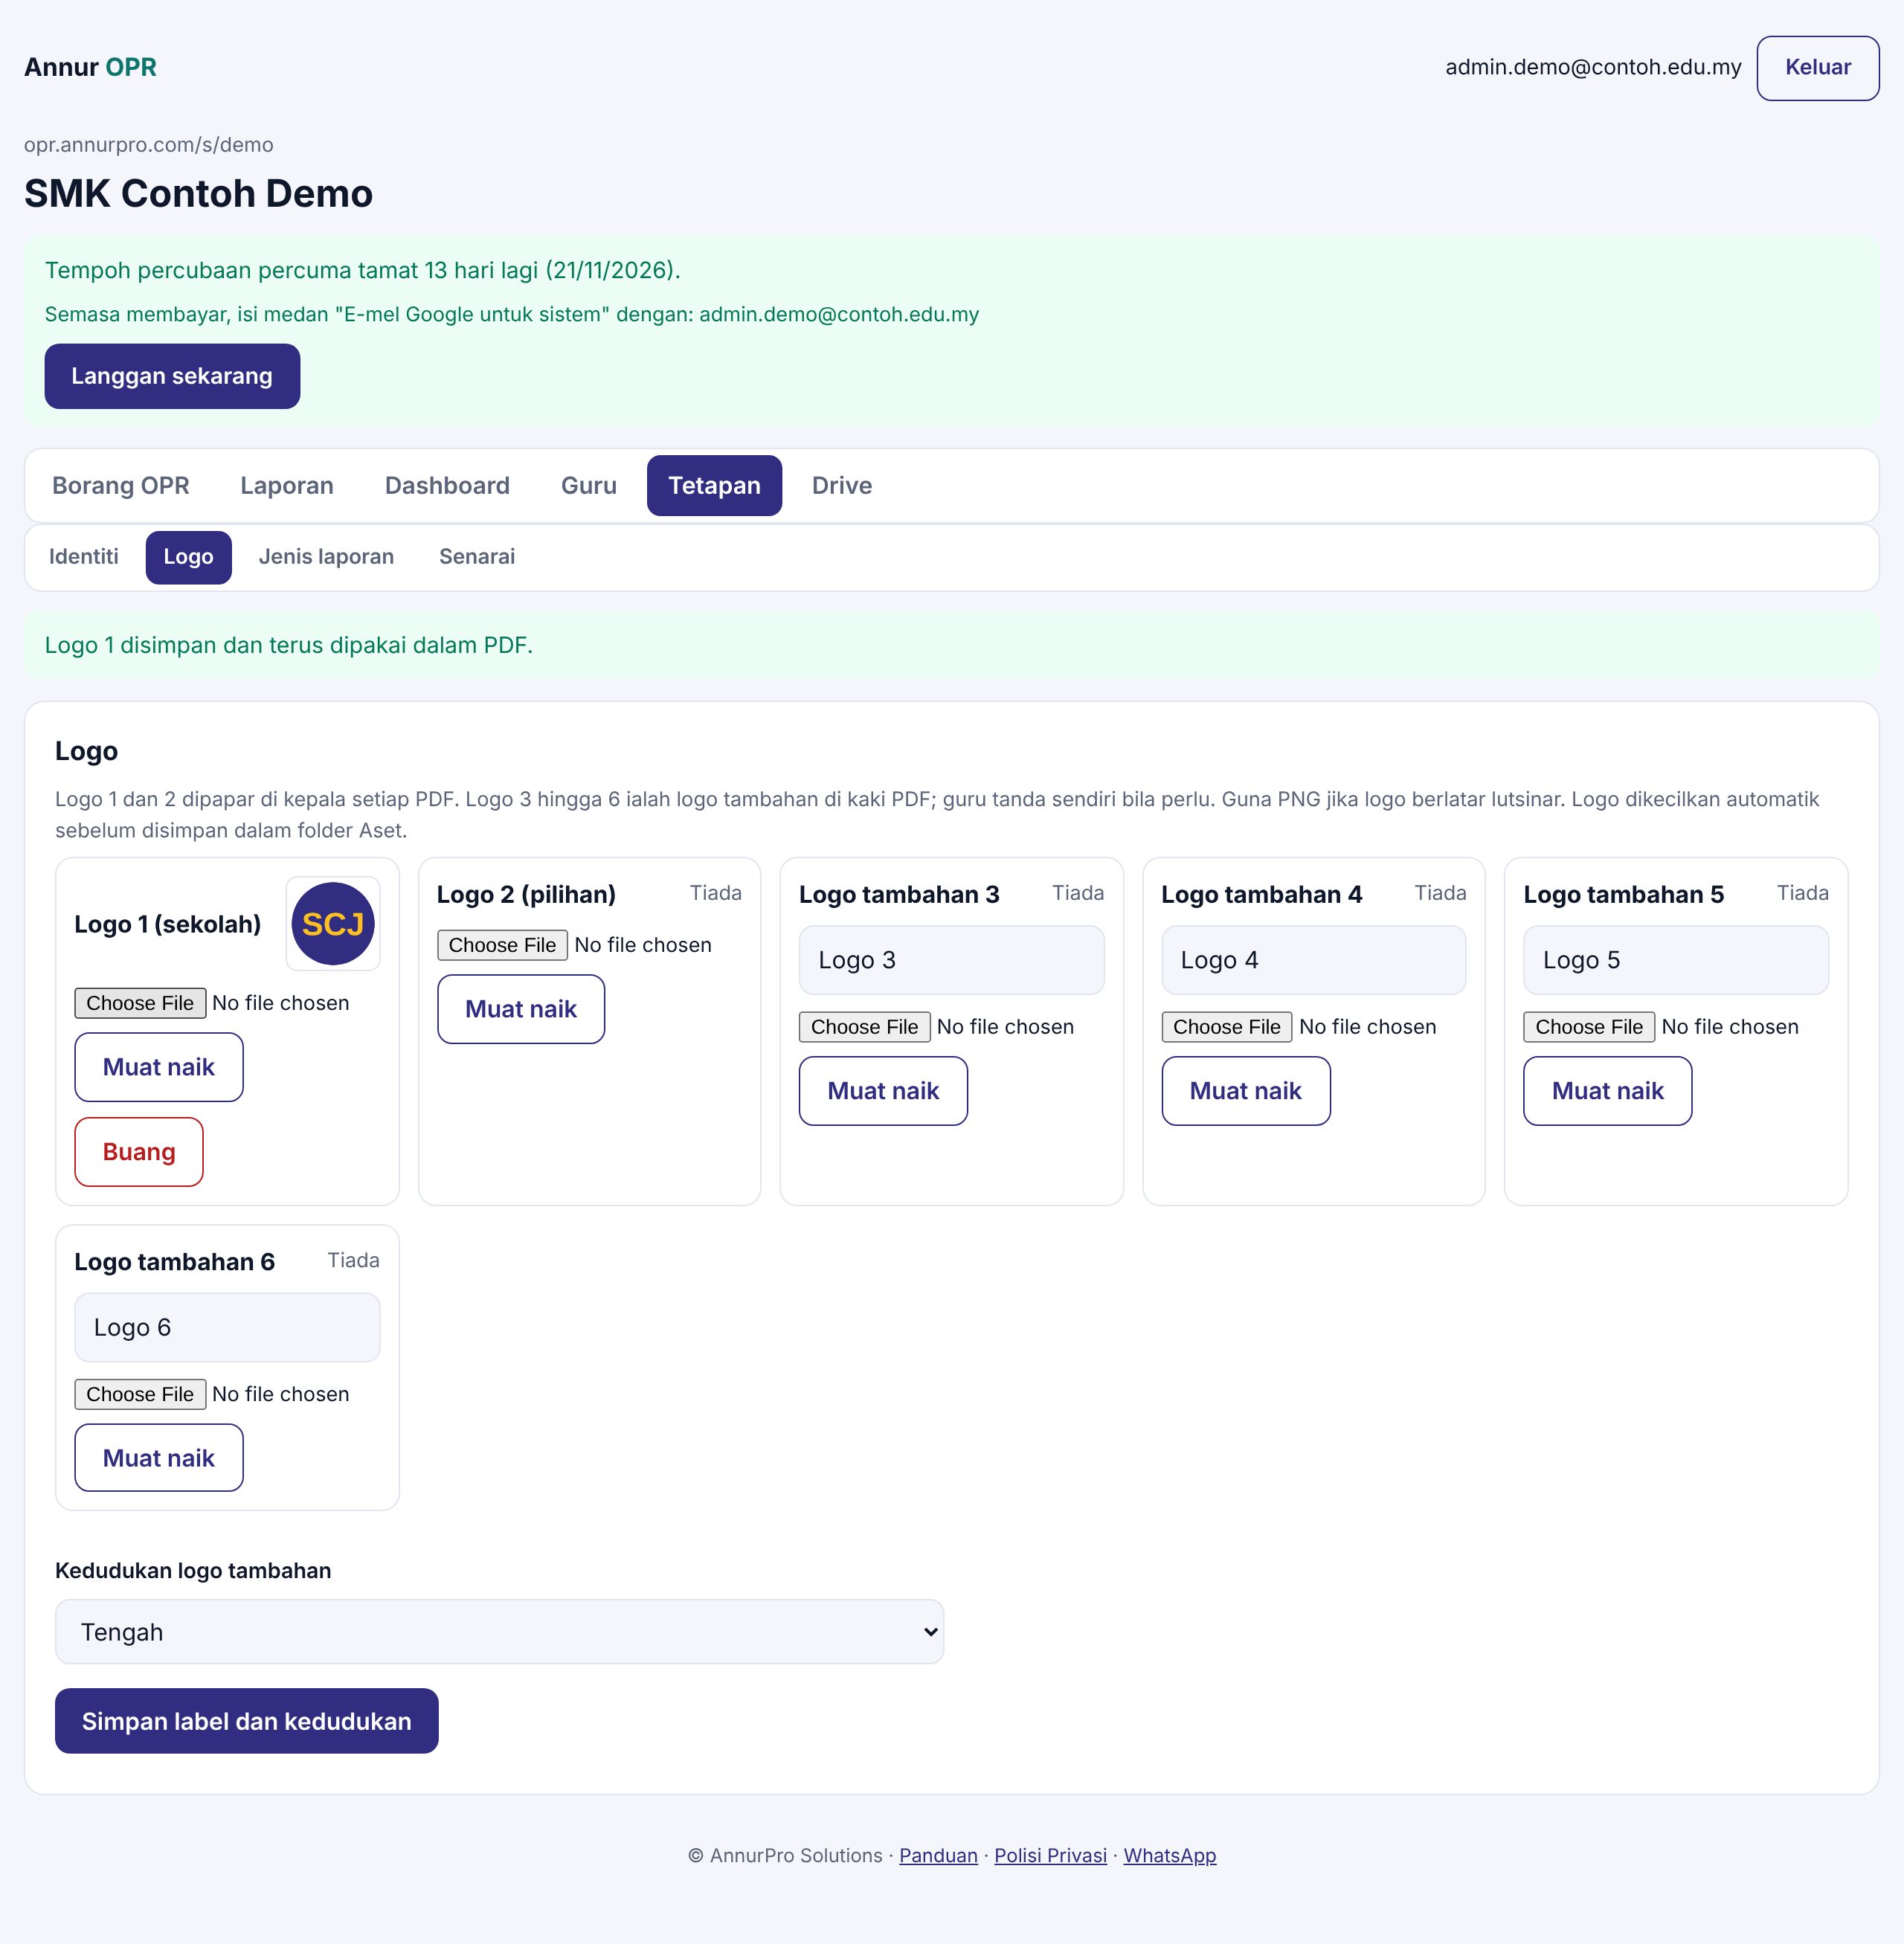 Annur OPR
admin.demo@contoh.edu.my
Keluar
opr.annurpro.com/s/demo
SMK Contoh Demo
Tempoh percubaan percuma tamat 13 hari lagi (21/11/2026).
Semasa membayar, isi medan "E-mel Google untuk sistem" dengan: admin.demo@contoh.edu.my
Langgan sekarang
Borang OPR
Laporan
Dashboard
Guru
Tetapan
Drive
Identiti
Logo
Jenis laporan
Senarai
Logo 1 disimpan dan terus dipakai dalam PDF.
Logo
Logo 1 dan 2 dipapar di kepala setiap PDF. Logo 3 hingga 6 ialah logo tambahan di kaki PDF; guru tanda sendiri bila perlu. Guna PNG jika logo berlatar lutsinar. Logo dikecilkan automatik
sebelum disimpan dalam folder Aset.
Logo 1 (sekolah)
SCJ
Choose File No file chosen
Muat naik
Buang
Logo 2 (pilihan)
Tiada
Choose File No file chosen
Muat naik
Logo tambahan 3
Tiada
Logo 3
Choose File No file chosen
Muat naik
Logo tambahan 4
Tiada
Logo 4
Choose File No file chosen
Muat naik
Logo tambahan 5
Tiada
Logo 5
Choose File No file chosen
Muat naik
Logo tambahan 6
Tiada
Logo 6
Choose File No file chosen
Muat naik
Kedudukan logo tambahan
Tengah
Simpan label dan kedudukan
© AnnurPro Solutions · Panduan · Polisi Privasi · WhatsApp